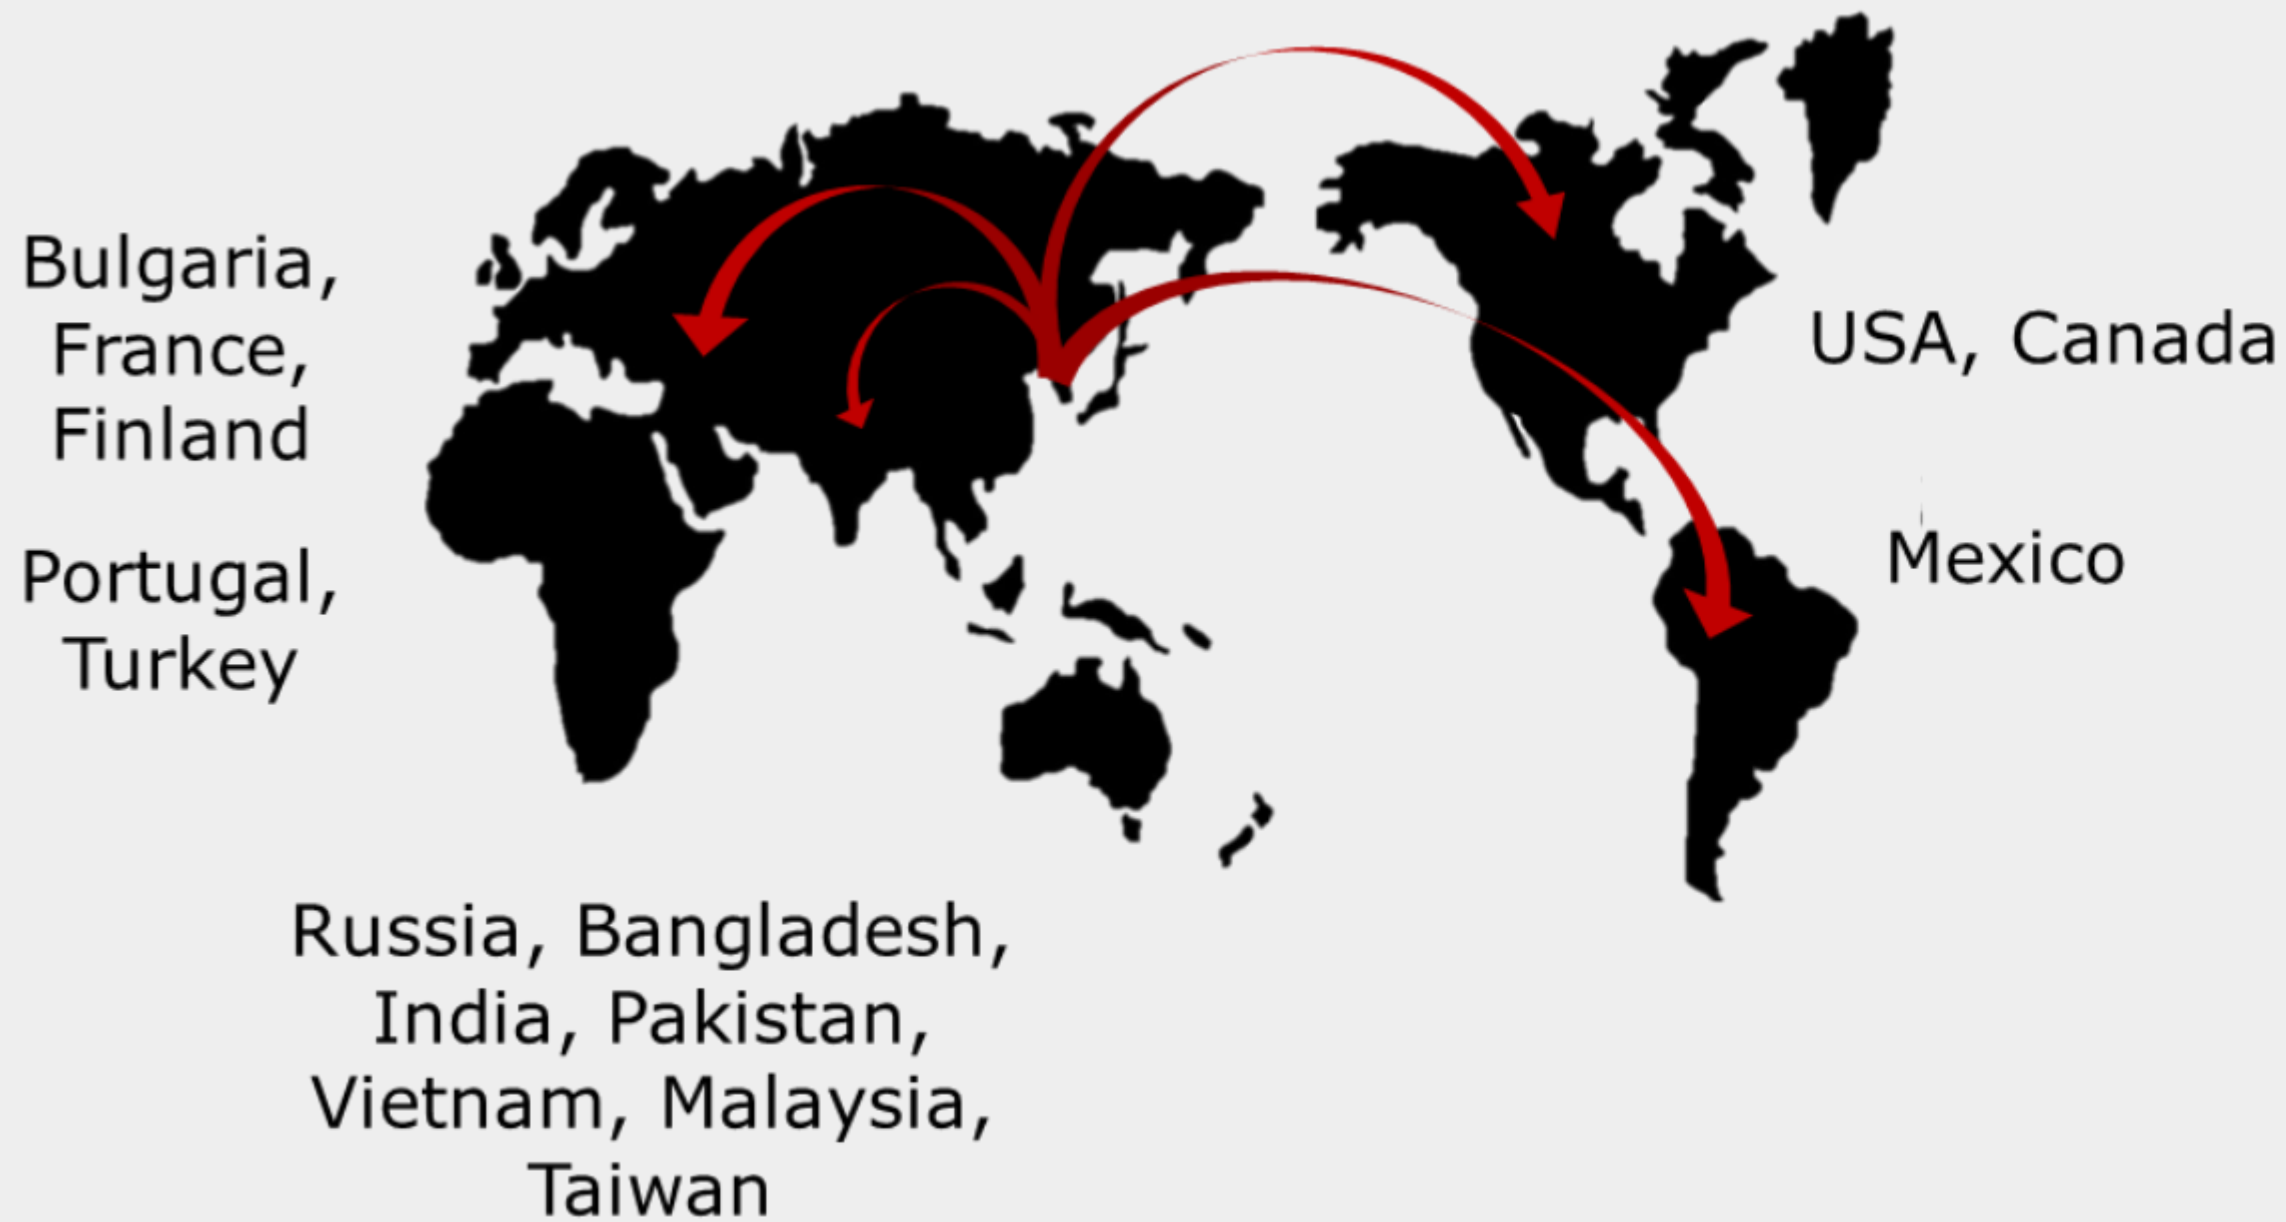 Bulgaria,
France,
Finland
Portugal,
Turkey
USA, Canada
Mexico
Russia, Bangladesh,
India, Pakistan,
Vietnam, Malaysia,
Taiwan